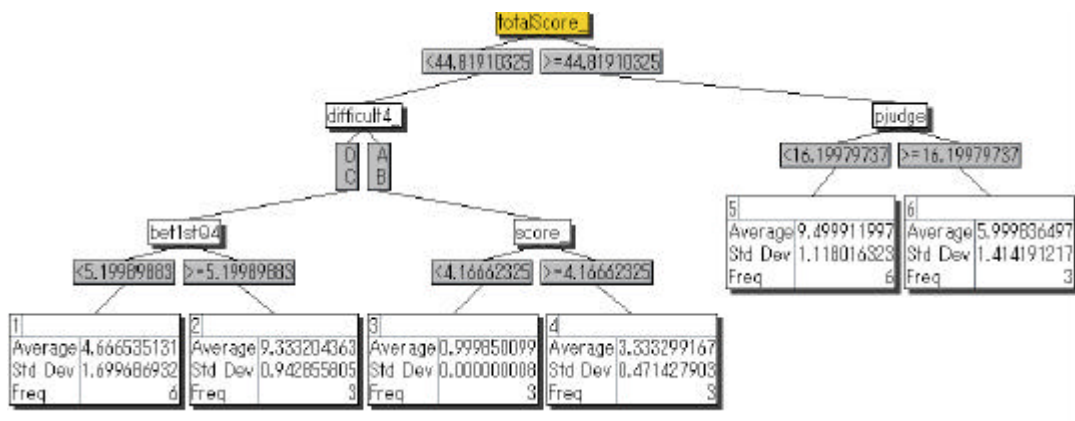 totalScore_
<44.81910325 >=44.81910325
difficult4_ pjudge
D A
C B
<16.19979737 >=16.19979737
bet1stQ4 score_
<5.19989883 >=5.19989883 <4.16662325 >=4.16662325
5 6
Average 9.499911997 Average 5.999836497
Std Dev 1.118016323 Std Dev 1.414191217
Freq 6 Freq 3
1 2 3 4
Average 4.666535131 Average 9.333204363 Average 0.999850099 Average 3.333299167
Std Dev 1.699686932 Std Dev 0.942855805 Std Dev 0.000000008 Std Dev 0.471427903
Freq 6 Freq 3 Freq 3 Freq 3